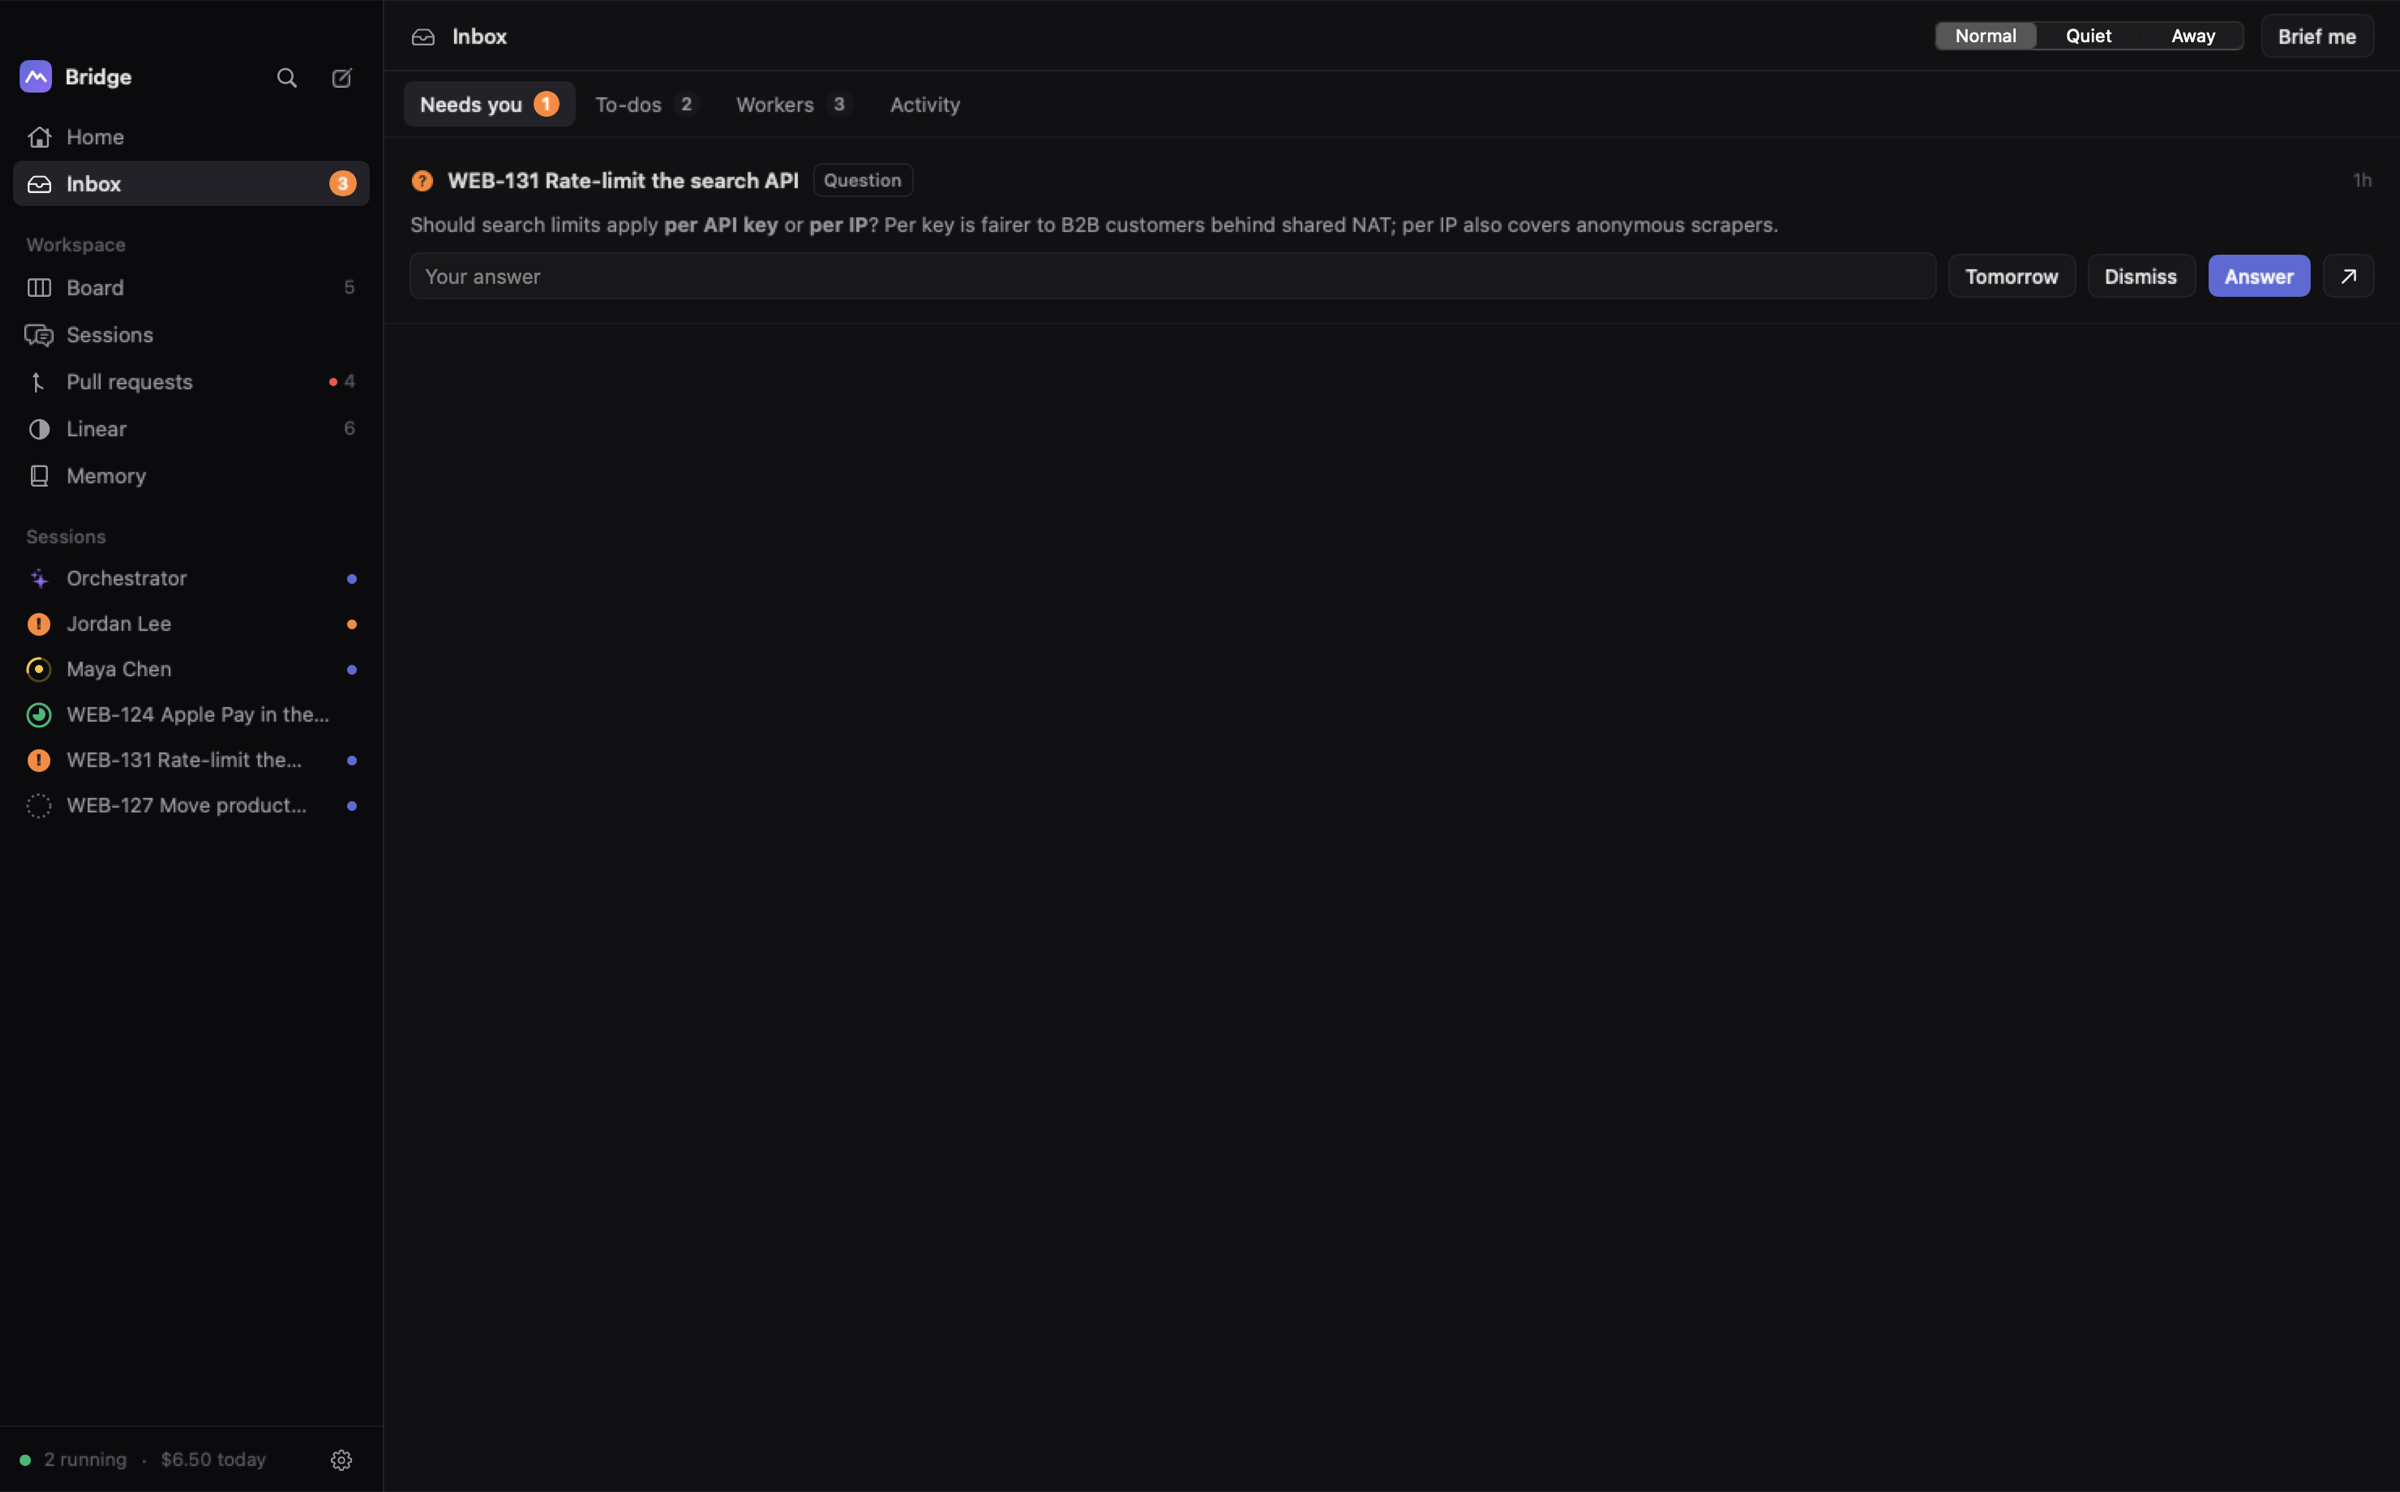 Bridge
Home
Inbox 3
Workspace
Board 5
Sessions
Pull requests 4
Linear 6
Memory
Sessions
Orchestrator
Jordan Lee
Maya Chen
WEB-124 Apple Pay in the...
WEB-131 Rate-limit the...
WEB-127 Move product...
2 running · $6.50 today
Inbox
Normal Quiet Away Brief me
Needs you 1 To-dos 2 Workers 3 Activity
WEB-131 Rate-limit the search API Question 1h
Should search limits apply per API key or per IP? Per key is fairer to B2B customers behind shared NAT; per IP also covers anonymous scrapers.
Your answer Tomorrow Dismiss Answer